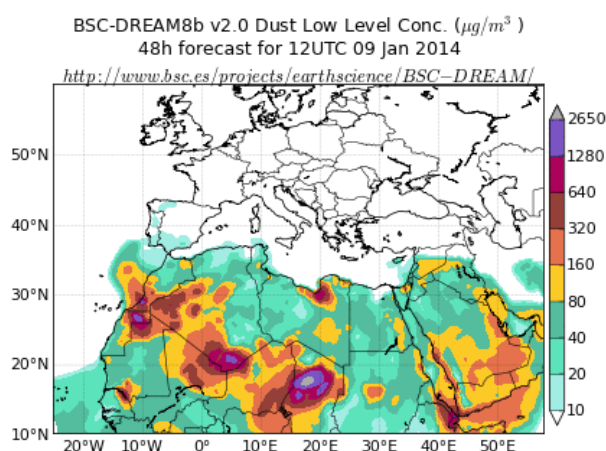 BSC-DREAM8b v2.0 Dust Low Level Conc. (μg/m³ )
48h forecast for 12UTC 09 Jan 2014
http://www.bsc.es/projects/earthscience/BSC−DREAM/
2650
1280
640
320
160
80
40
20
10
50°N
40°N
30°N
20°N
10°N
20°W
10°W
0°
10°E
20°E
30°E
40°E
50°E